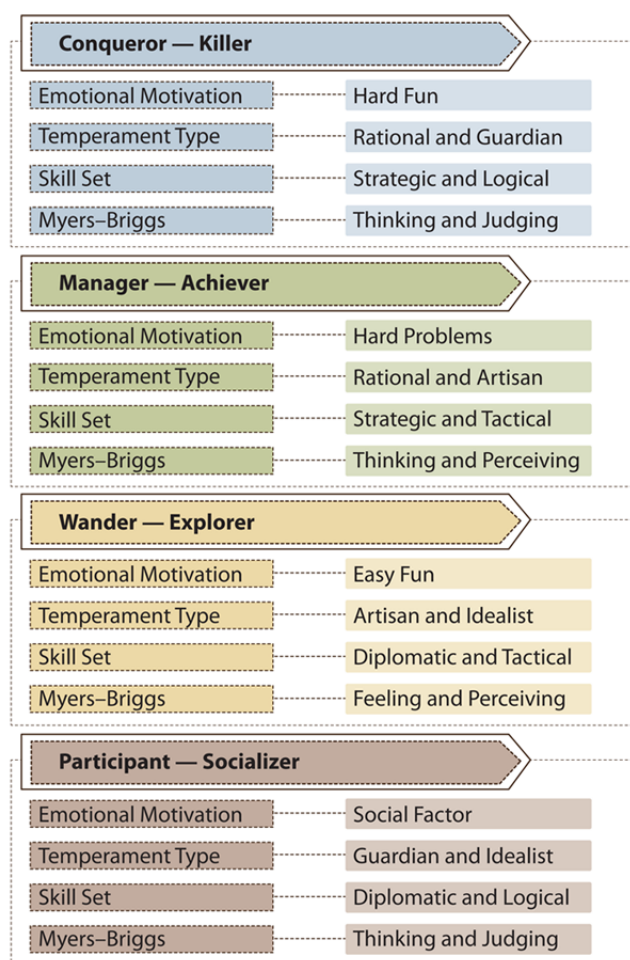 Conqueror — Killer
Emotional Motivation Hard Fun
Temperament Type Rational and Guardian
Skill Set Strategic and Logical
Myers–Briggs Thinking and Judging
Manager — Achiever
Emotional Motivation Hard Problems
Temperament Type Rational and Artisan
Skill Set Strategic and Tactical
Myers–Briggs Thinking and Perceiving
Wander — Explorer
Emotional Motivation Easy Fun
Temperament Type Artisan and Idealist
Skill Set Diplomatic and Tactical
Myers–Briggs Feeling and Perceiving
Participant — Socializer
Emotional Motivation Social Factor
Temperament Type Guardian and Idealist
Skill Set Diplomatic and Logical
Myers–Briggs Thinking and Judging